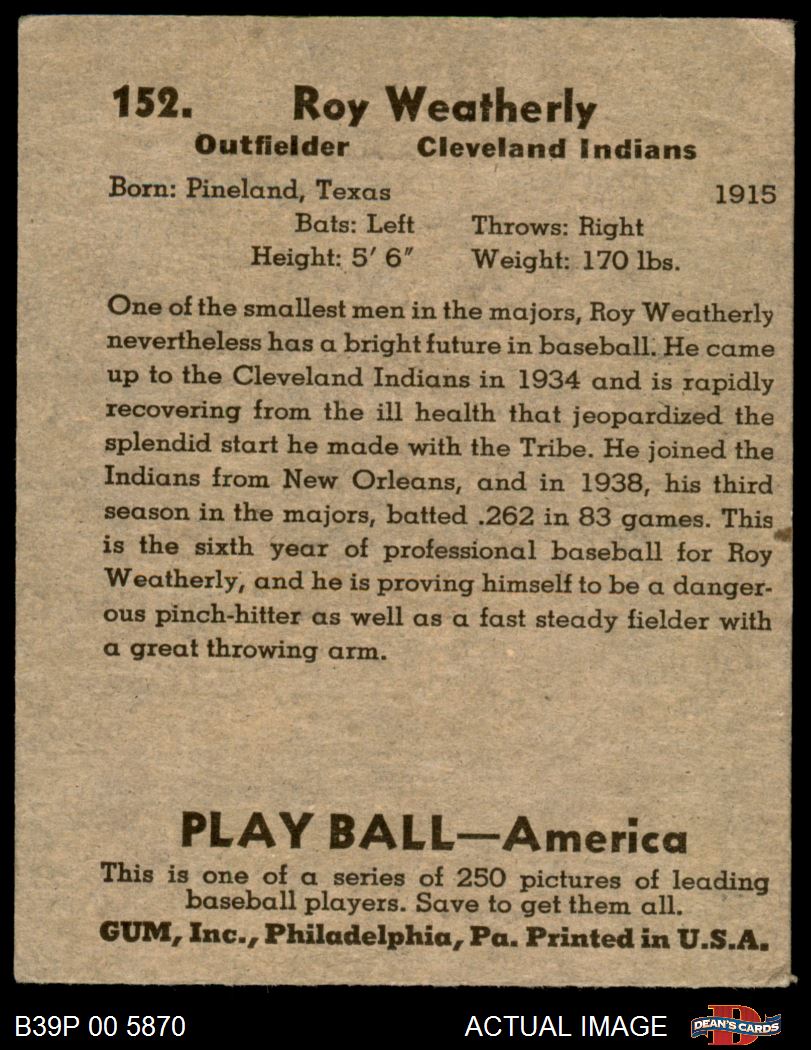 152. Roy Weatherly
Outfielder Cleveland Indians
Born: Pineland, Texas 1915
Bats: Left Throws: Right
Height: 5′ 6″ Weight: 170 lbs.
One of the smallest men in the majors, Roy Weatherly
nevertheless has a bright future in baseball. He came
up to the Cleveland Indians in 1934 and is rapidly
recovering from the ill health that jeopardized the
splendid start he made with the Tribe. He joined the
Indians from New Orleans, and in 1938, his third
season in the majors, batted .262 in 83 games. This
is the sixth year of professional baseball for Roy
Weatherly, and he is proving himself to be a danger-
ous pinch-hitter as well as a fast steady fielder with
a great throwing arm.
PLAY BALL—America
This is one of a series of 250 pictures of leading
baseball players. Save to get them all.
GUM, Inc., Philadelphia, Pa. Printed in U.S.A.
B39P 00 5870 ACTUAL IMAGE DEAN'S CARDS